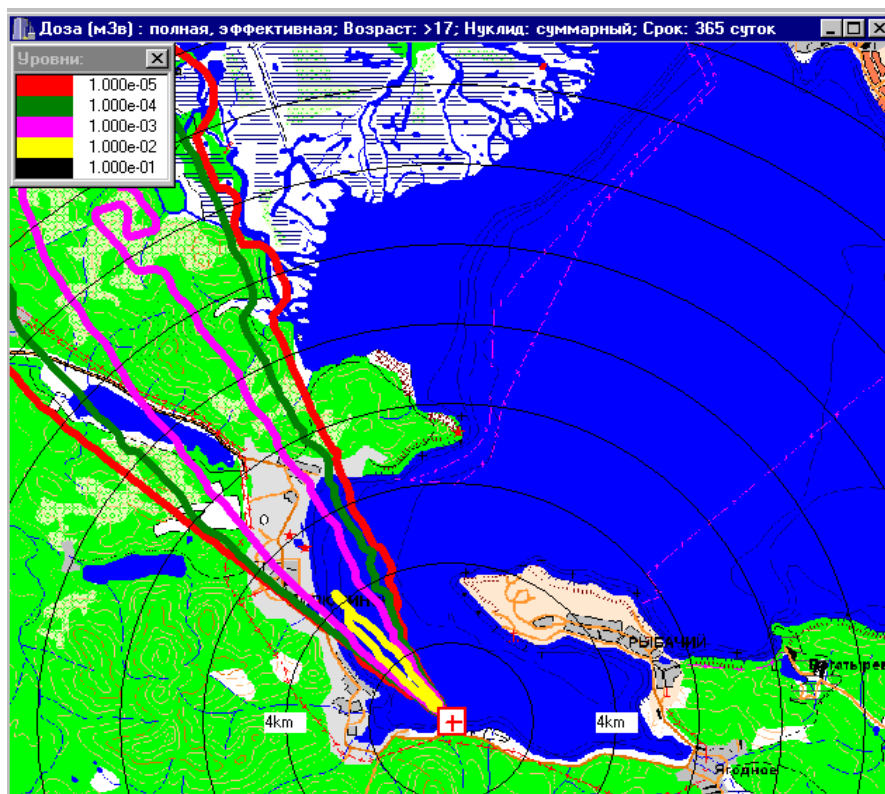 Доза (мЗв) : полная, эффективная; Возраст: >17; Нуклид: суммарный; Срок: 365 суток
Уровни:
1.000e-05
1.000e-04
1.000e-03
1.000e-02
1.000e-01
РЫБАЧИЙ
4km
4km
Ягодное